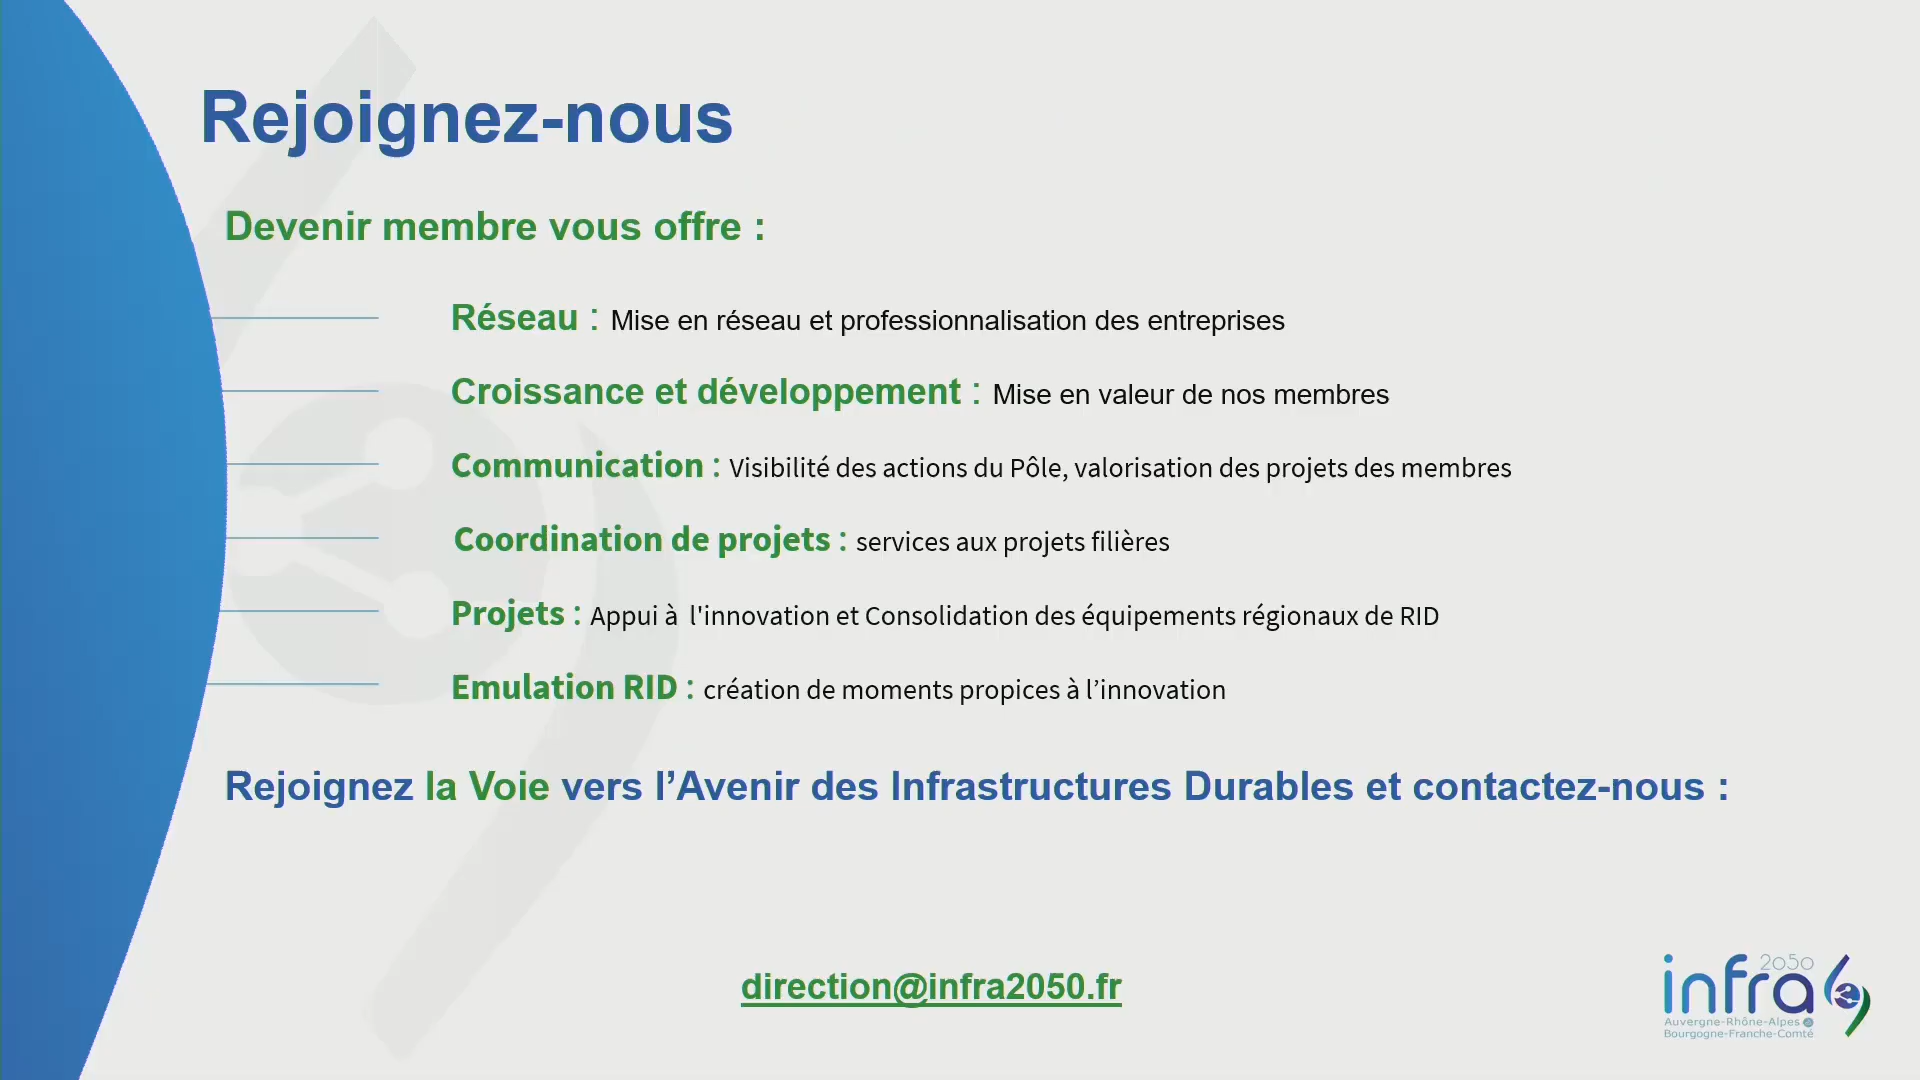 Rejoignez-nous
Devenir membre vous offre :
Réseau : Mise en réseau et professionnalisation des entreprises
Croissance et développement : Mise en valeur de nos membres
Communication : Visibilité des actions du Pôle, valorisation des projets des membres
Coordination de projets : services aux projets filières
Projets : Appui à  l'innovation et Consolidation des équipements régionaux de RID
Emulation RID : création de moments propices à l’innovation
Rejoignez la Voie vers l’Avenir des Infrastructures Durables et contactez-nous :
direction@infra2050.fr
2050
infra
Auvergne-Rhône-Alpes
Bourgogne-Franche-Comté